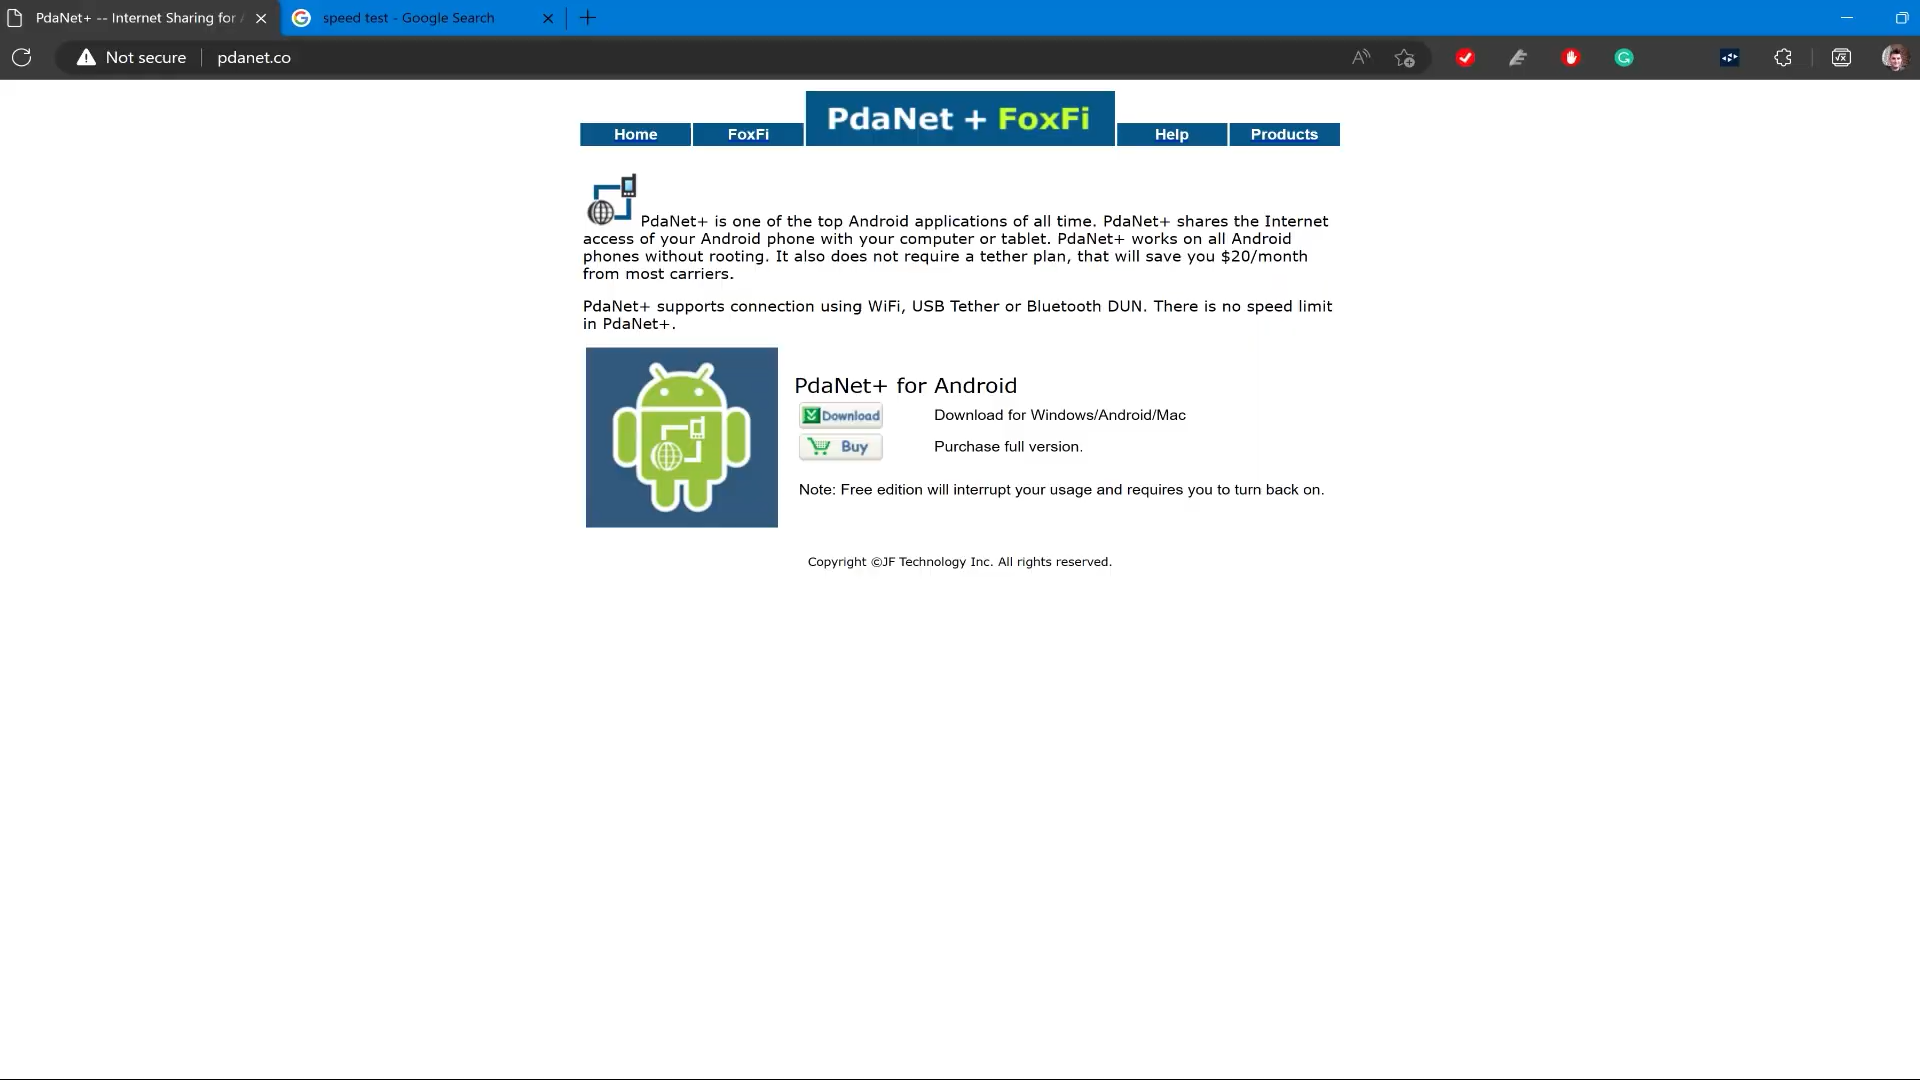 PdaNet+ -- Internet Sharing for
speed test - Google Search
Not secure
pdanet.co
PdaNet + FoxFi
Home
FoxFi
Help
Products
PdaNet+ is one of the top Android applications of all time. PdaNet+ shares the Internet
access of your Android phone with your computer or tablet. PdaNet+ works on all Android
phones without rooting. It also does not require a tether plan, that will save you $20/month
from most carriers.
PdaNet+ supports connection using WiFi, USB Tether or Bluetooth DUN. There is no speed limit
in PdaNet+.
PdaNet+ for Android
Download
Download for Windows/Android/Mac
Buy
Purchase full version.
Note: Free edition will interrupt your usage and requires you to turn back on.
Copyright ©JF Technology Inc. All rights reserved.